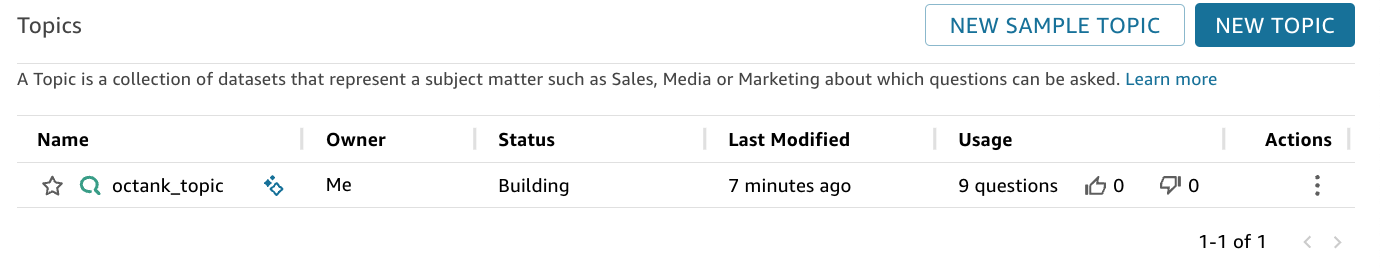 Topics
NEW SAMPLE TOPIC
NEW TOPIC
A Topic is a collection of datasets that represent a subject matter such as Sales, Media or Marketing about which questions can be asked. Learn more
Name Owner Status Last Modified Usage Actions
octank_topic Me Building 7 minutes ago 9 questions 0 0
1-1 of 1